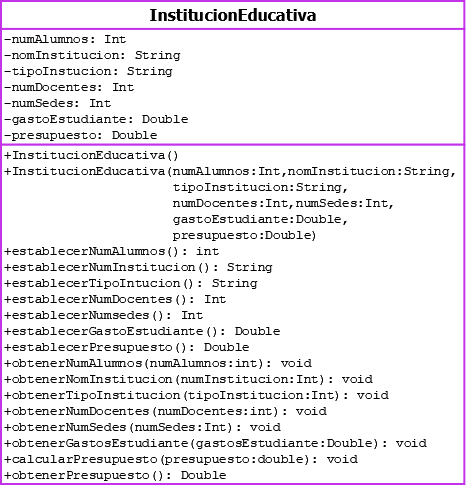 InstitucionEducativa
-numAlumnos: Int
-nomInstitucion: String
-tipoInstucion: String
-numDocentes: Int
-numSedes: Int
-gastoEstudiante: Double
-presupuesto: Double
+InstitucionEducativa()
+InstitucionEducativa(numAlumnos:Int,nomInstitucion:String,
tipoInstitucion:String,
numDocentes:Int,numSedes:Int,
gastoEstudiante:Double,
presupuesto:Double)
+establecerNumAlumnos(): int
+establecerNumInstitucion(): String
+establecerTipoIntucion(): String
+establecerNumDocentes(): Int
+establecerNumsedes(): Int
+establecerGastoEstudiante(): Double
+establecerPresupuesto(): Double
+obtenerNumAlumnos(numAlumnos:int): void
+obtenerNomInstitucion(numInstitucion:Int): void
+obtenerTipoInstitucion(tipoInstitucion:Int): void
+obtenerNumDocentes(numDocentes:int): void
+obtenerNumSedes(numSedes:Int): void
+obtenerGastosEstudiante(gastosEstudiante:Double): void
+calcularPresupuesto(presupuesto:double): void
+obtenerPresupuesto(): Double